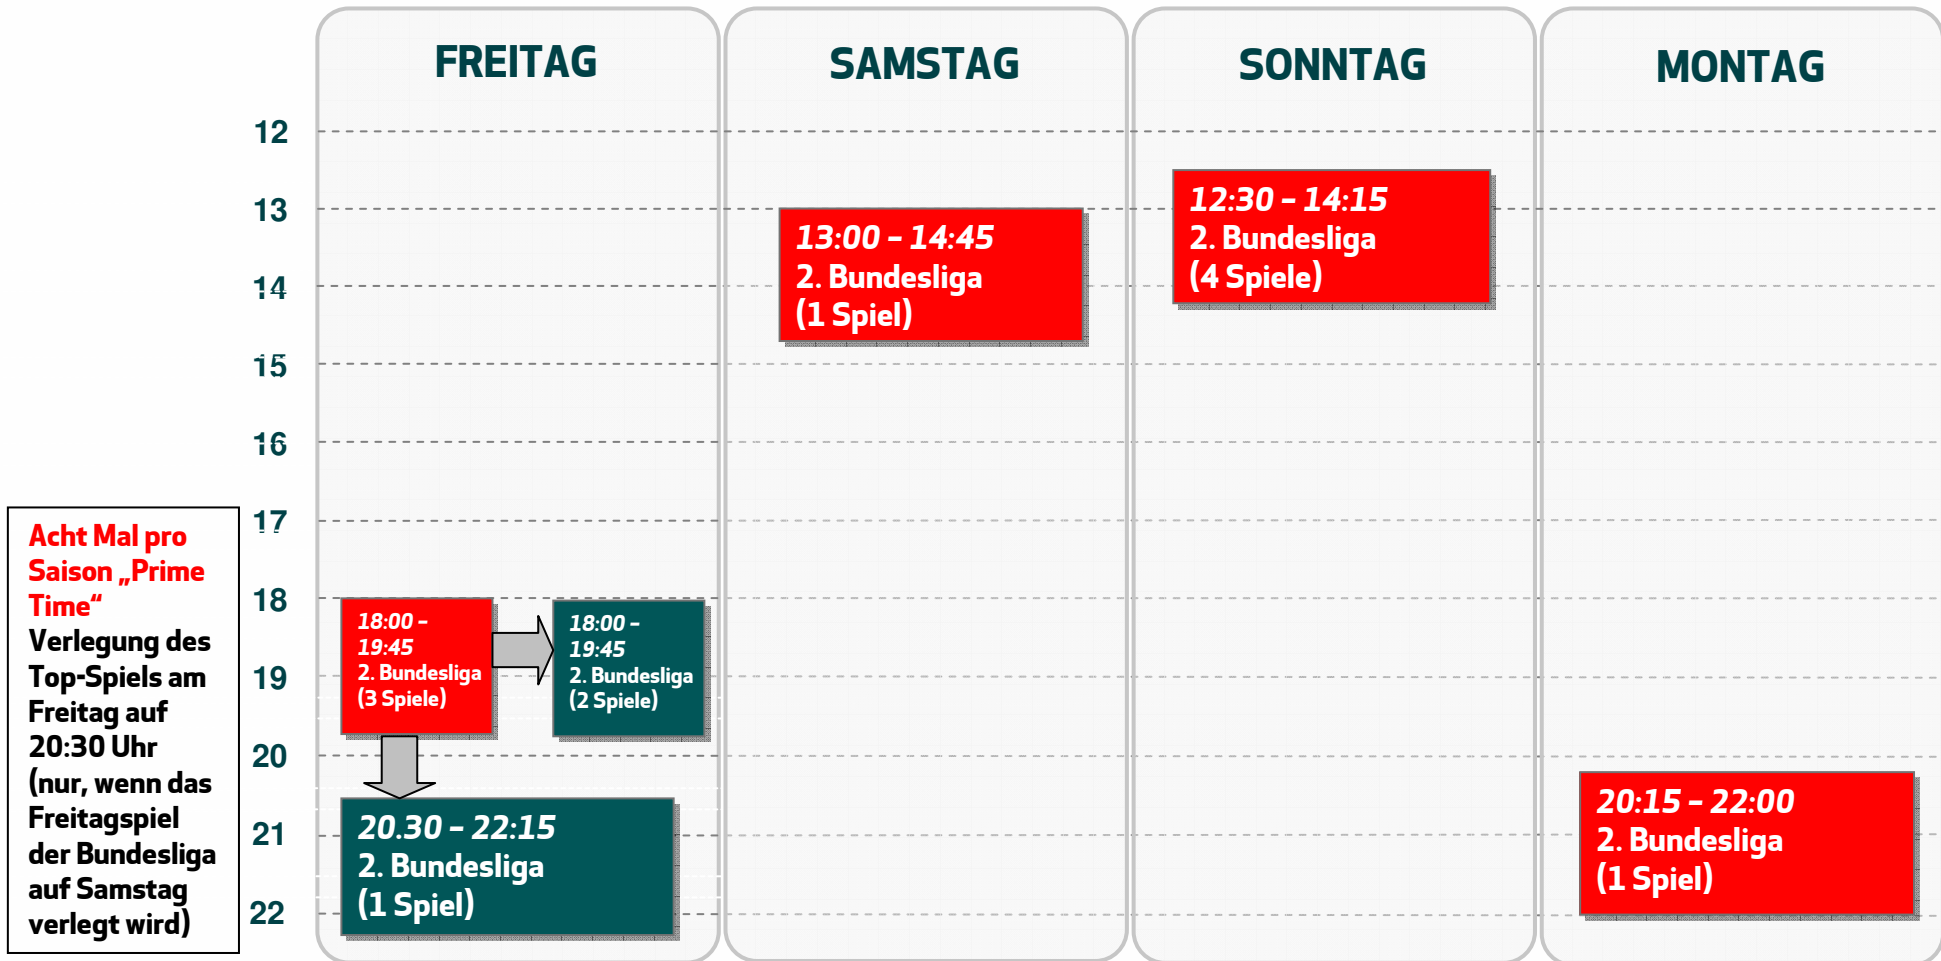 FREITAG
SAMSTAG
SONNTAG
MONTAG
12
13
14
15
16
17
18
19
20
21
22
Acht Mal pro
Saison „Prime
Time“
Verlegung des
Top-Spiels am
Freitag auf
20:30 Uhr
(nur, wenn das
Freitagspiel
der Bundesliga
auf Samstag
verlegt wird)
18:00 –
19:45
2. Bundesliga
(3 Spiele)
18:00 –
19:45
2. Bundesliga
(2 Spiele)
20.30 – 22:15
2. Bundesliga
(1 Spiel)
13:00 – 14:45
2. Bundesliga
(1 Spiel)
12:30 – 14:15
2. Bundesliga
(4 Spiele)
20:15 – 22:00
2. Bundesliga
(1 Spiel)